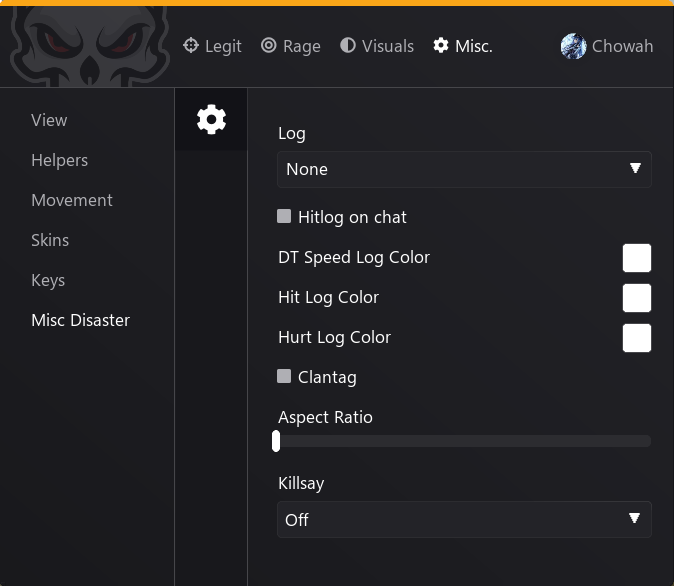 Legit
Rage
Visuals
Misc.
Chowah
View
Helpers
Movement
Skins
Keys
Misc Disaster
Log
None
Hitlog on chat
DT Speed Log Color
Hit Log Color
Hurt Log Color
Clantag
Aspect Ratio
Killsay
Off